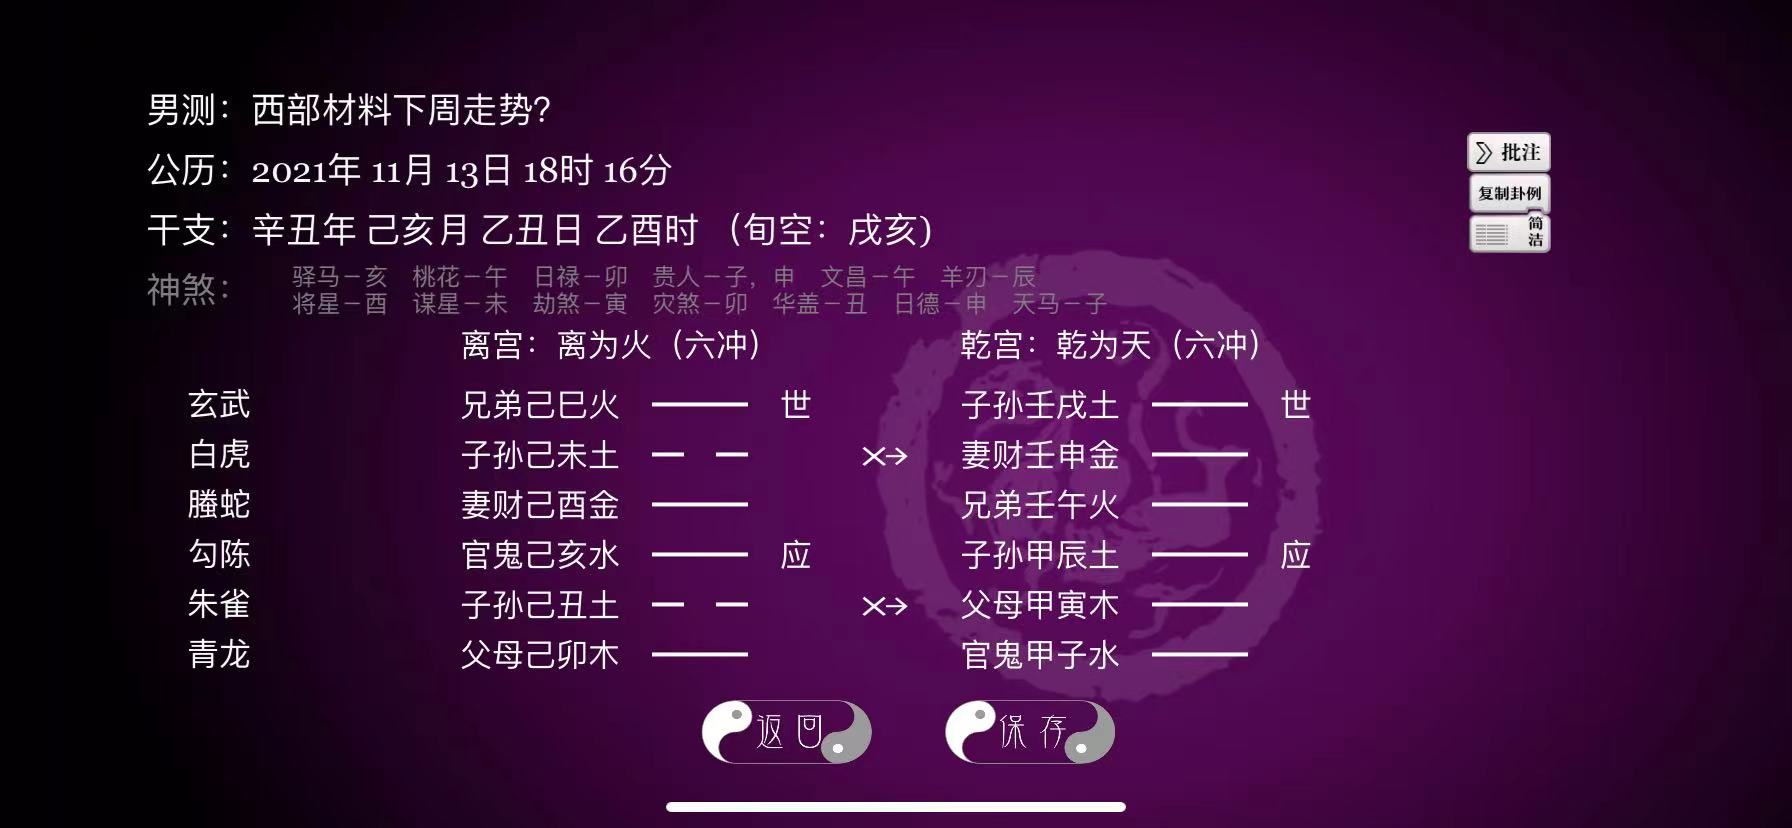 男测：西部材料下周走势?
公历：2021年 11月 13日 18时 16分
》批注
复制卦例
干支：辛丑年 己亥月 乙丑日 乙酉时 （旬空：戌亥）
简洁
神煞：
驿马－亥 桃花－午 日禄－卯 贵人－子，申 文昌－午 羊刃－辰
将星－酉 谋星－未 劫煞－寅 灾煞－卯 华盖－丑 日德－申 天马－子
离宫：离为火（六冲） 乾宫：乾为天（六冲）
玄武 兄弟己巳火 世 子孙壬戌土 世
白虎 子孙己未土 ×→ 妻财壬申金
螣蛇 妻财己酉金 兄弟壬午火
勾陈 官鬼己亥水 应 子孙甲辰土 应
朱雀 子孙己丑土 ×→ 父母甲寅木
青龙 父母己卯木 官鬼甲子水
返回 保存